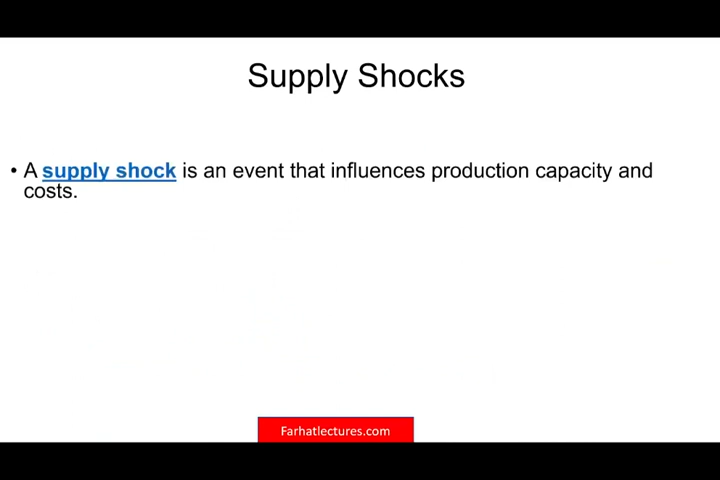 Supply Shocks
• A supply shock is an event that influences production capacity and
costs.
Farhatlectures.com